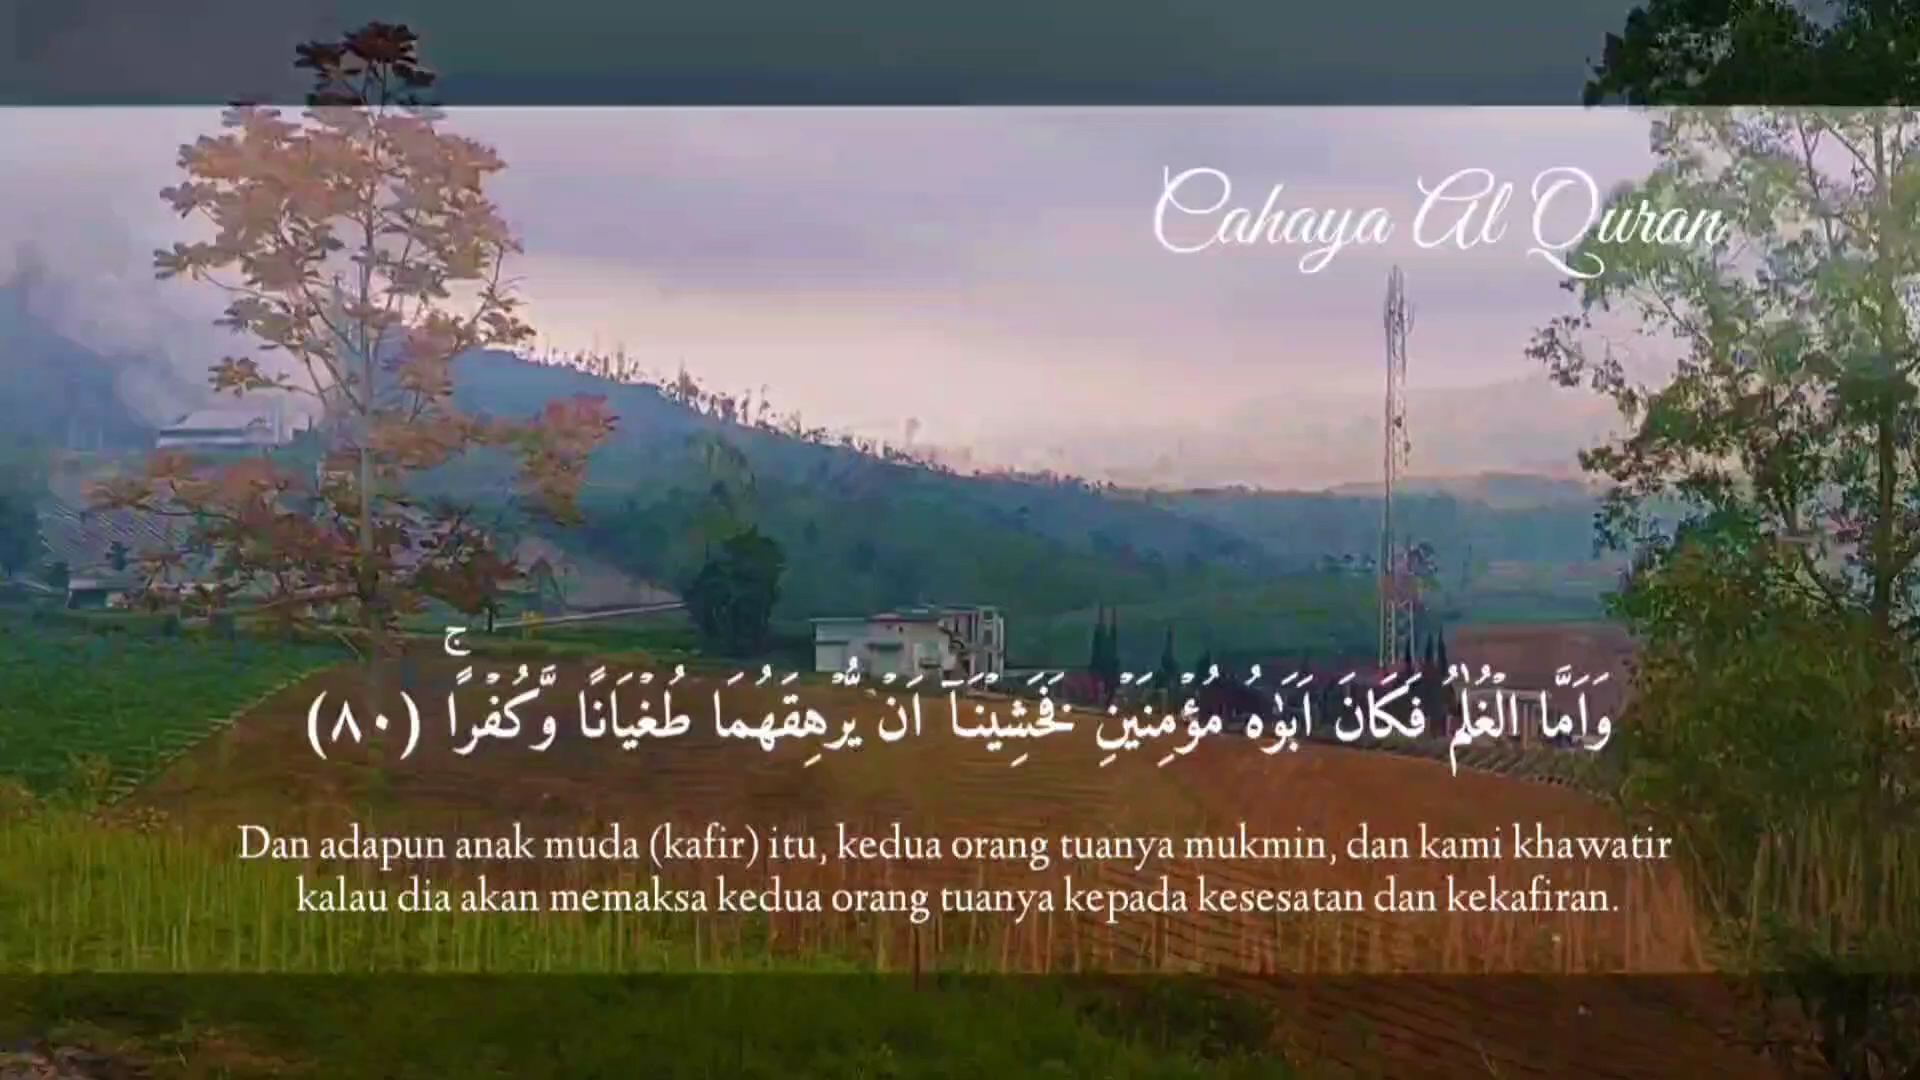 Cahaya Al Quran
وَاَمَّا الْغُلٰمُ فَكَانَ اَبَوٰهُ مُؤْمِنَيْنِ فَخَشِيْنَآ اَنْ يُّرْهِقَهُمَا طُغْيَانًا وَّكُفْرًا ۚ (٨٠)
Dan adapun anak muda (kafir) itu, kedua orang tuanya mukmin, dan kami khawatir
kalau dia akan memaksa kedua orang tuanya kepada kesesatan dan kekafiran.